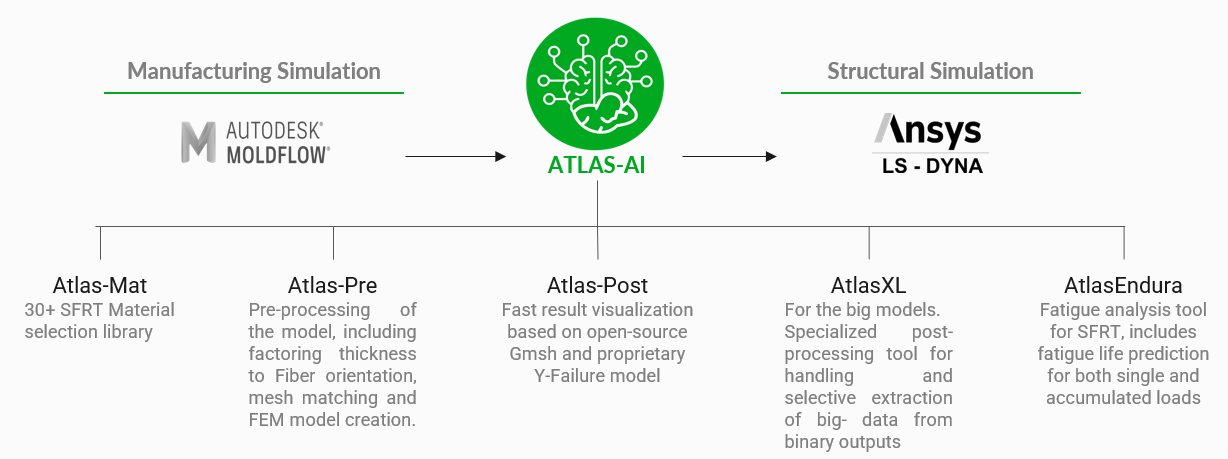 Manufacturing Simulation
AUTODESK®
MOLDFLOW®
ATLAS-AI
Structural Simulation
Ansys
LS - DYNA
Atlas-Mat
30+ SFRT Material
selection library
Atlas-Pre
Pre-processing of
the model, including
factoring thickness
to Fiber orientation,
mesh matching and
FEM model creation.
Atlas-Post
Fast result visualization
based on open-source
Gmsh and proprietary
Y-Failure model
AtlasXL
For the big models.
Specialized post-
processing tool for
handling and
selective extraction
of big- data from
binary outputs
AtlasEndura
Fatigue analysis tool
for SFRT, includes
fatigue life prediction
for both single and
accumulated loads